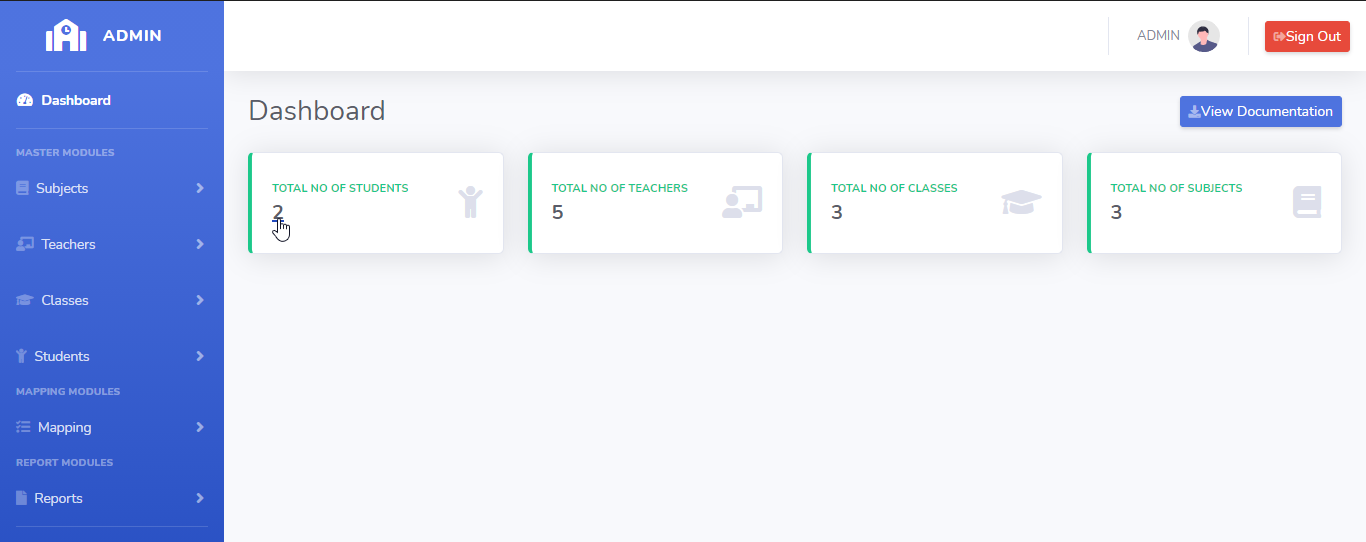 ADMIN
Dashboard
MASTER MODULES
Subjects
Teachers
Classes
Students
MAPPING MODULES
Mapping
REPORT MODULES
Reports
ADMIN
Sign Out
Dashboard
View Documentation
TOTAL NO OF STUDENTS
2
TOTAL NO OF TEACHERS
5
TOTAL NO OF CLASSES
3
TOTAL NO OF SUBJECTS
3